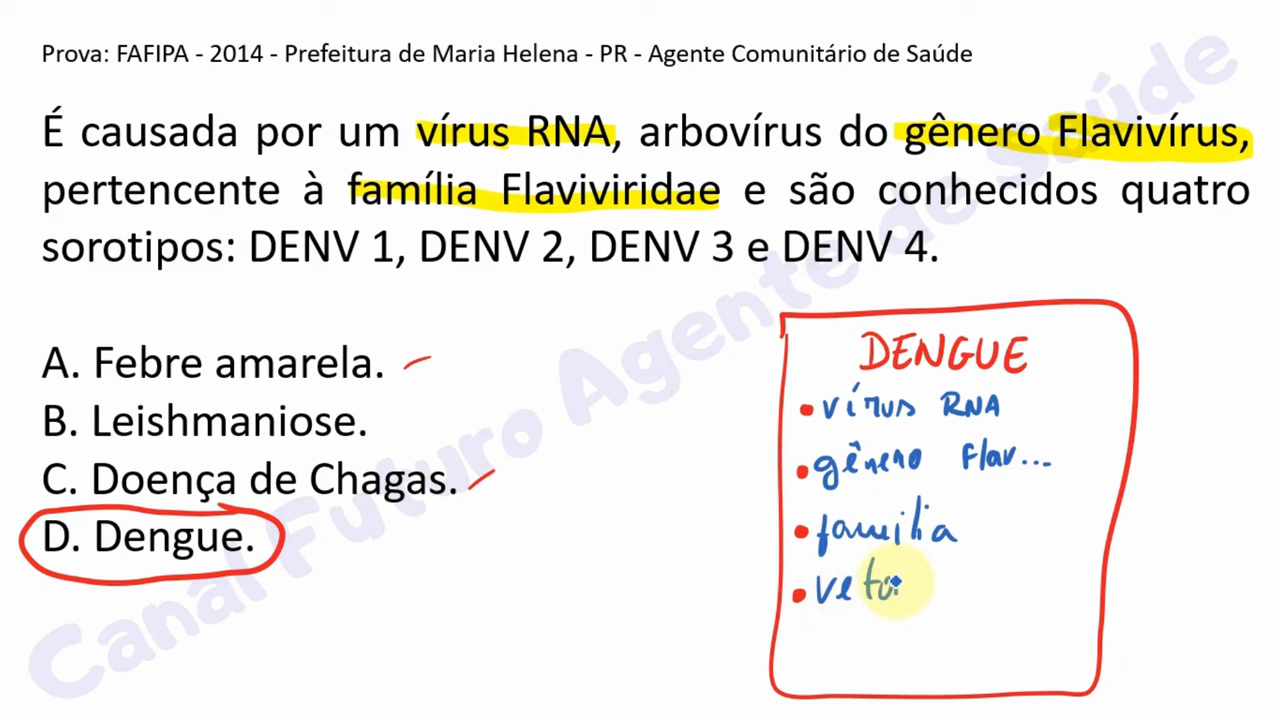 Prova: FAFIPA - 2014 - Prefeitura de Maria Helena - PR - Agente Comunitário de Saúde
É causada por um vírus RNA, arbovírus do gênero Flavivírus,
pertencente à família Flaviviridae e são conhecidos quatro
sorotipos: DENV 1, DENV 2, DENV 3 e DENV 4.
A. Febre amarela.
B. Leishmaniose.
C. Doença de Chagas.
D. Dengue.
DENGUE
• vírus RNA
• gênero Flav...
• família
• veto
Canal Futuro Agente de Saúde